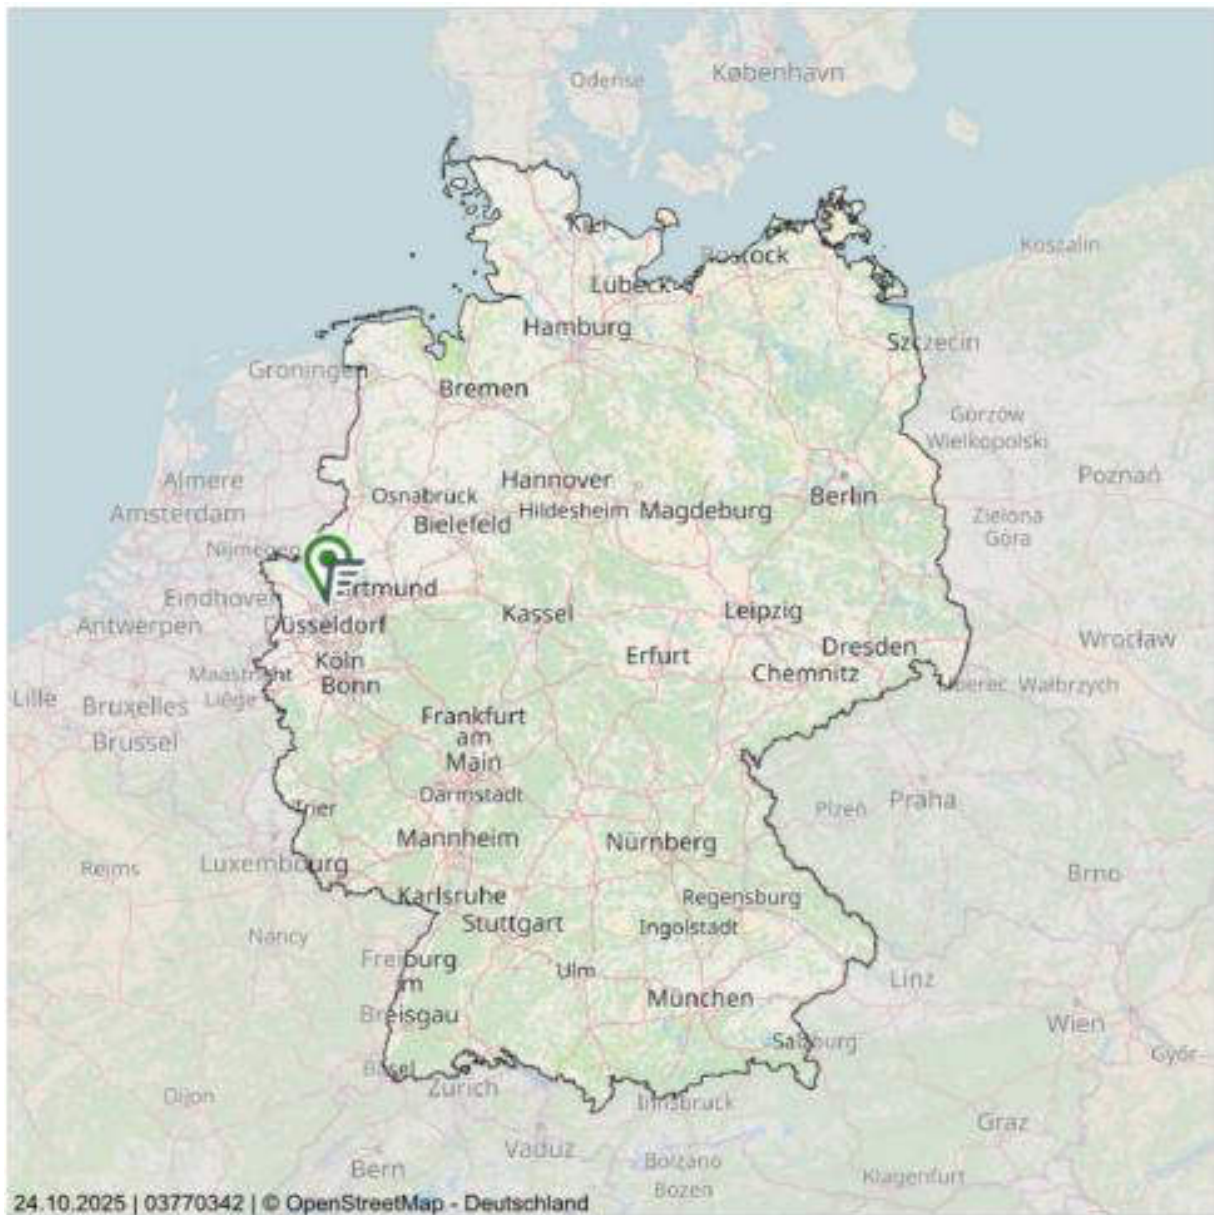 Odense
København
Kiel
Rostock
Koszalin
Lübeck
Hamburg
Szczecin
Groningen
Bremen
Gorzów
Wielkopolski
Almere
Hannover
Poznań
Osnabrück
Berlin
Amsterdam
Hildesheim
Magdeburg
Bielefeld
Zielona
Góra
Nijmegen
Eindhoven
rtmund
Kassel
Leipzig
Antwerpen
Düsseldorf
Wrocław
Dresden
Köln
Erfurt
Maastricht
Chemnitz
Bonn
Lille
Liège
Bruxelles
Brussel
Liberec
Wałbrzych
Frankfurt
am
Main
Darmstadt
Praha
Trier
Plzeň
Mannheim
Nürnberg
Reims
Luxembourg
Brno
Karlsruhe
Regensburg
Stuttgart
Ingolstadt
Nancy
Freiburg
im
Breisgau
Ulm
Linz
München
Wien
Salzburg
Győr
Basel
Zürich
Dijon
Innsbruck
Graz
Vaduz
Bern
Bolzano
Bozen
Klagenfurt
24.10.2025 | 03770342 | © OpenStreetMap - Deutschland